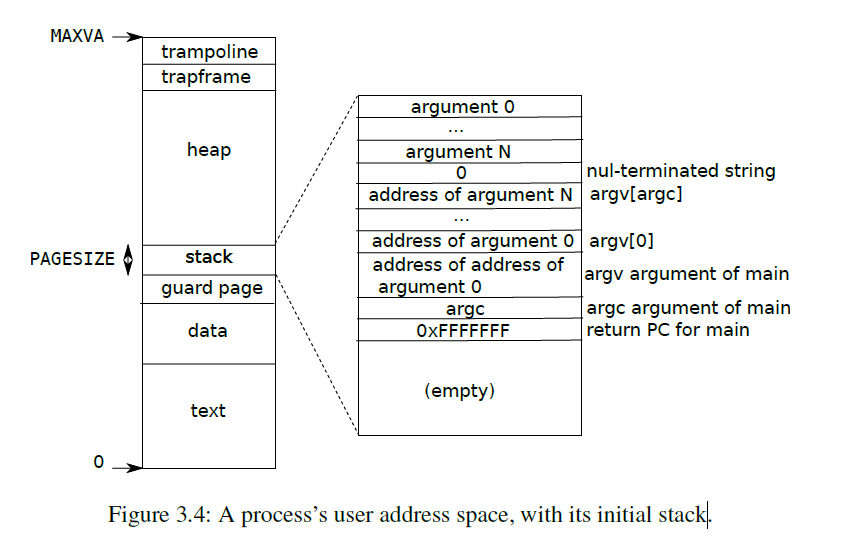 MAXVA
trampoline
trapframe
heap
PAGESIZE
stack
guard page
data
text
0
argument 0
...
argument N
0
nul-terminated string
address of argument N
argv[argc]
...
address of argument 0
argv[0]
address of address of
argument 0
argv argument of main
argc
argc argument of main
0xFFFFFFF
return PC for main
(empty)
Figure 3.4: A process’s user address space, with its initial stack.